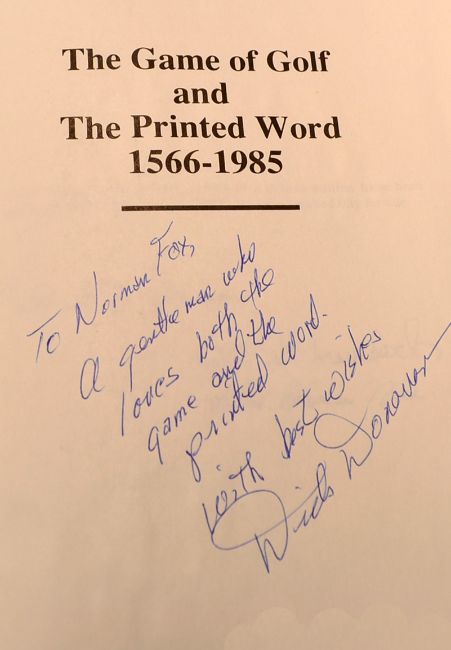 The Game of Golf
and
The Printed Word
1566-1985
To Norman Fox,
A gentleman who
loves both the
game and the
printed word.
With best wishes
Dick Donovan